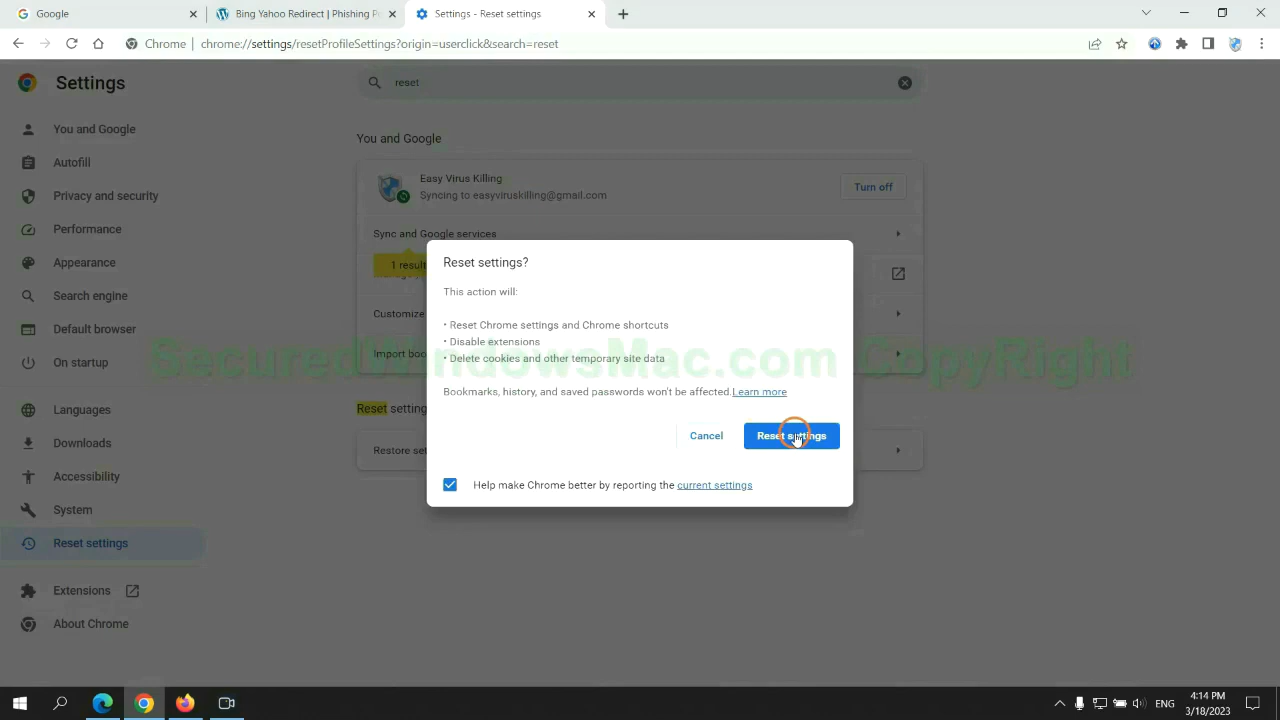 Google
Bing Yahoo Redirect | Phishing Pe
Settings - Reset settings
Chrome
chrome://settings/resetProfileSettings?origin=userclick&search=reset
Settings
reset
You and Google
Autofill
Privacy and security
Performance
Appearance
Search engine
Default browser
On startup
Languages
Downloads
Accessibility
System
Reset settings
Extensions
About Chrome
You and Google
Easy Virus Killing
Syncing to easyviruskilling@gmail.com
Turn off
Sync and Google services
1 result
Customize
Import boo
Reset setting
Restore set
Reset settings?
This action will:
• Reset Chrome settings and Chrome shortcuts
• Disable extensions
• Delete cookies and other temporary site data
Bookmarks, history, and saved passwords won't be affected. Learn more
Cancel
Reset settings
Help make Chrome better by reporting the current settings
SecuredWindowsMac.com CopyRight
ENG
4:14 PM
3/18/2023